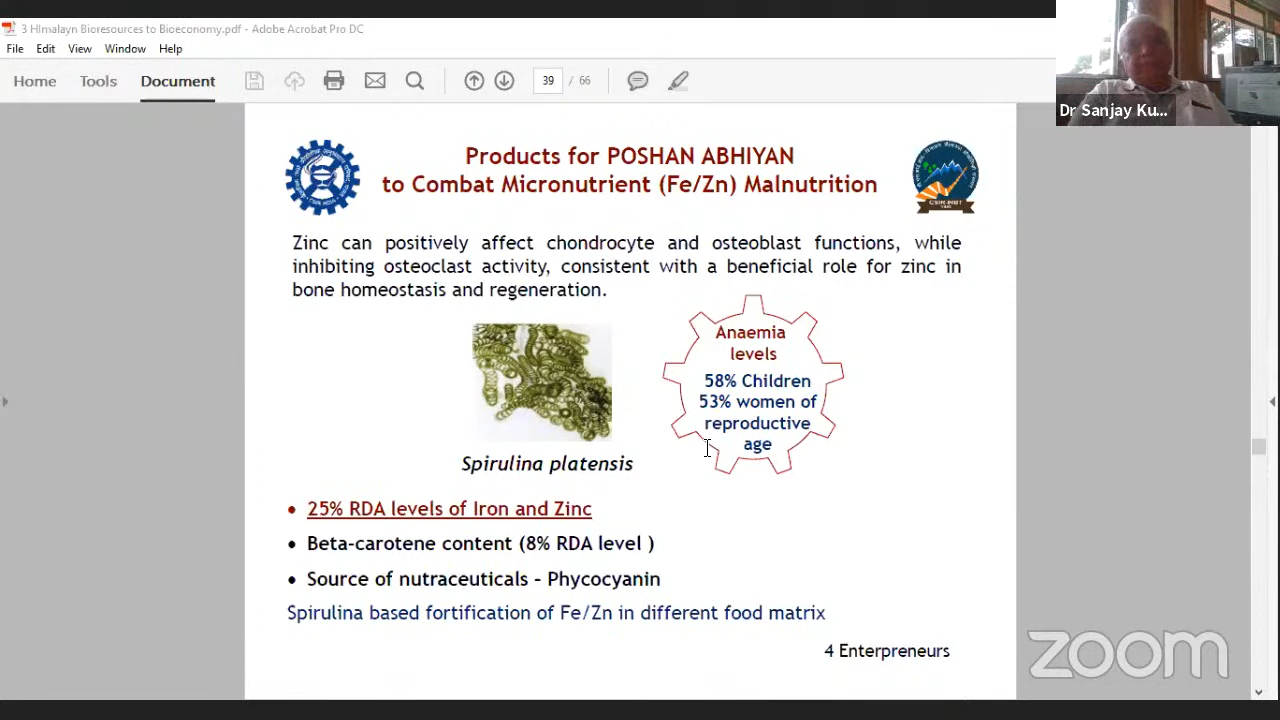 3 HImalayn Bioresources to Bioeconomy.pdf - Adobe Acrobat Pro DC
File Edit View Window Help
Home Tools Document 39 / 66
Dr Sanjay Ku...
Products for POSHAN ABHIYAN
to Combat Micronutrient (Fe/Zn) Malnutrition
Zinc can positively affect chondrocyte and osteoblast functions, while
inhibiting osteoclast activity, consistent with a beneficial role for zinc in
bone homeostasis and regeneration.
Anaemia
levels
58% Children
53% women of
reproductive
age
Spirulina platensis
• 25% RDA levels of Iron and Zinc
• Beta-carotene content (8% RDA level )
• Source of nutraceuticals – Phycocyanin
Spirulina based fortification of Fe/Zn in different food matrix
4 Enterpreneurs
zoom